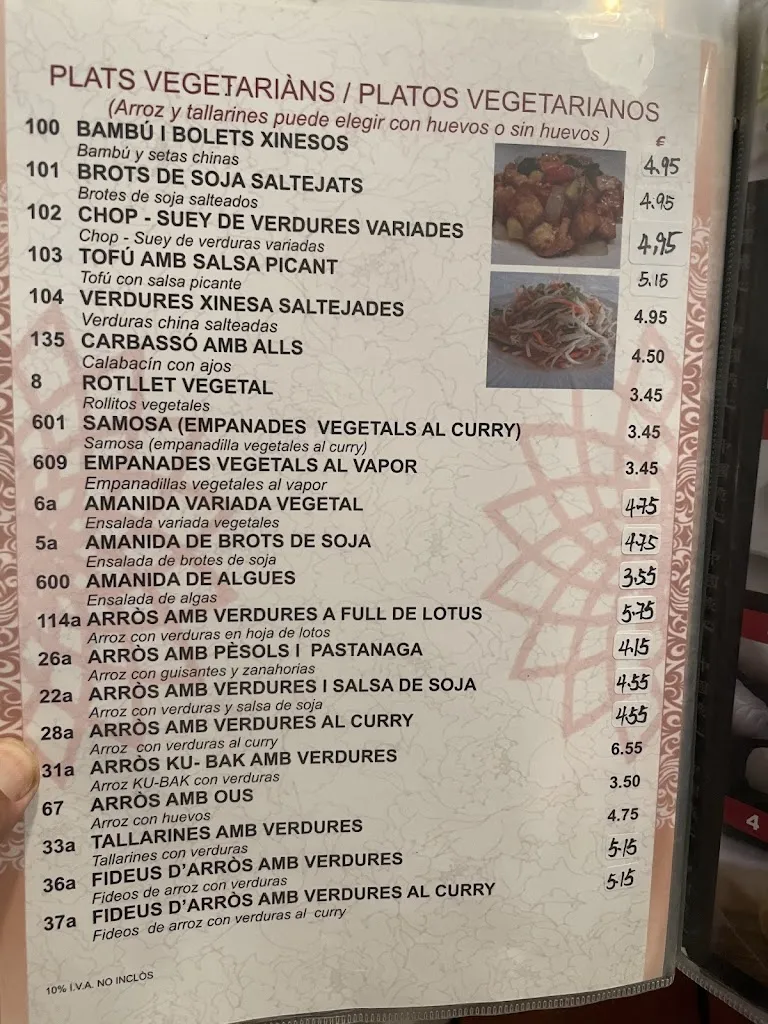 PLATS VEGETARIÀNS / PLATOS VEGETARIANOS
(Arroz y tallarines puede elegir con huevos o sin huevos )
€
100 BAMBÚ I BOLETS XINESOS 4.95
Bambú y setas chinas
101 BROTS DE SOJA SALTEJATS 4.95
Brotes de soja salteados
102 CHOP - SUEY DE VERDURES VARIADES 4,95
Chop - Suey de verduras variadas
103 TOFÚ AMB SALSA PICANT 5.15
Tofú con salsa picante
104 VERDURES XINESA SALTEJADES 4.95
Verduras china salteadas
135 CARBASSÓ AMB ALLS 4.50
Calabacín con ajos
8 ROTLLET VEGETAL 3.45
Rollitos vegetales
601 SAMOSA (EMPANADES VEGETALS AL CURRY) 3.45
Samosa (empanadilla vegetales al curry)
609 EMPANADES VEGETALS AL VAPOR 3.45
Empanadillas vegetales al vapor
6a AMANIDA VARIADA VEGETAL 4.75
Ensalada variada vegetales
5a AMANIDA DE BROTS DE SOJA 4.75
Ensalada de brotes de soja
600 AMANIDA DE ALGUES 3.55
Ensalada de algas
114a ARRÒS AMB VERDURES A FULL DE LOTUS 5.75
Arroz con verduras en hoja de lotos
26a ARRÒS AMB PÈSOLS I PASTANAGA 4.15
Arroz con guisantes y zanahorias
22a ARRÒS AMB VERDURES I SALSA DE SOJA 4.55
Arroz con verduras y salsa de soja
28a ARRÒS AMB VERDURES AL CURRY 4.55
Arroz con verduras al curry
31a ARRÒS KU- BAK AMB VERDURES 6.55
Arroz KU-BAK con verduras
67 ARRÒS AMB OUS 3.50
Arroz con huevos
33a TALLARINES AMB VERDURES 4.75
Tallarines con verduras
36a FIDEUS D'ARRÒS AMB VERDURES 5.15
Fideos de arroz con verduras
37a FIDEUS D'ARRÒS AMB VERDURES AL CURRY 5.15
Fideos de arroz con verduras al curry
10% I.V.A. NO INCLÒS
4